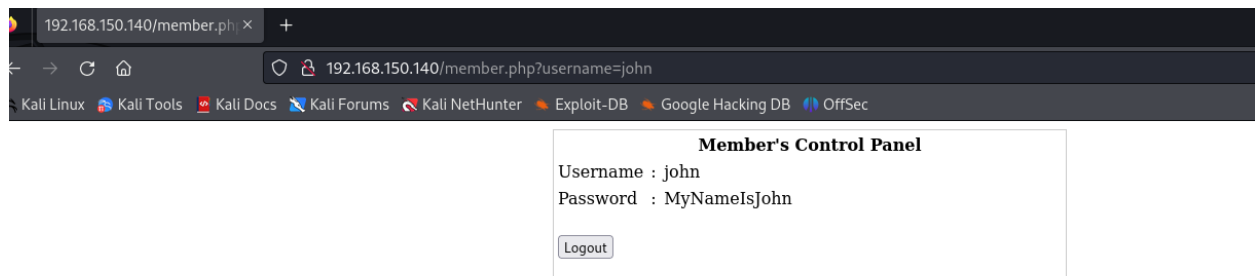 192.168.150.140/member.ph
192.168.150.140/member.php?username=john
Kali Linux Kali Tools Kali Docs Kali Forums Kali NetHunter Exploit-DB Google Hacking DB OffSec
Member's Control Panel
Username : john
Password : MyNameIsJohn
Logout